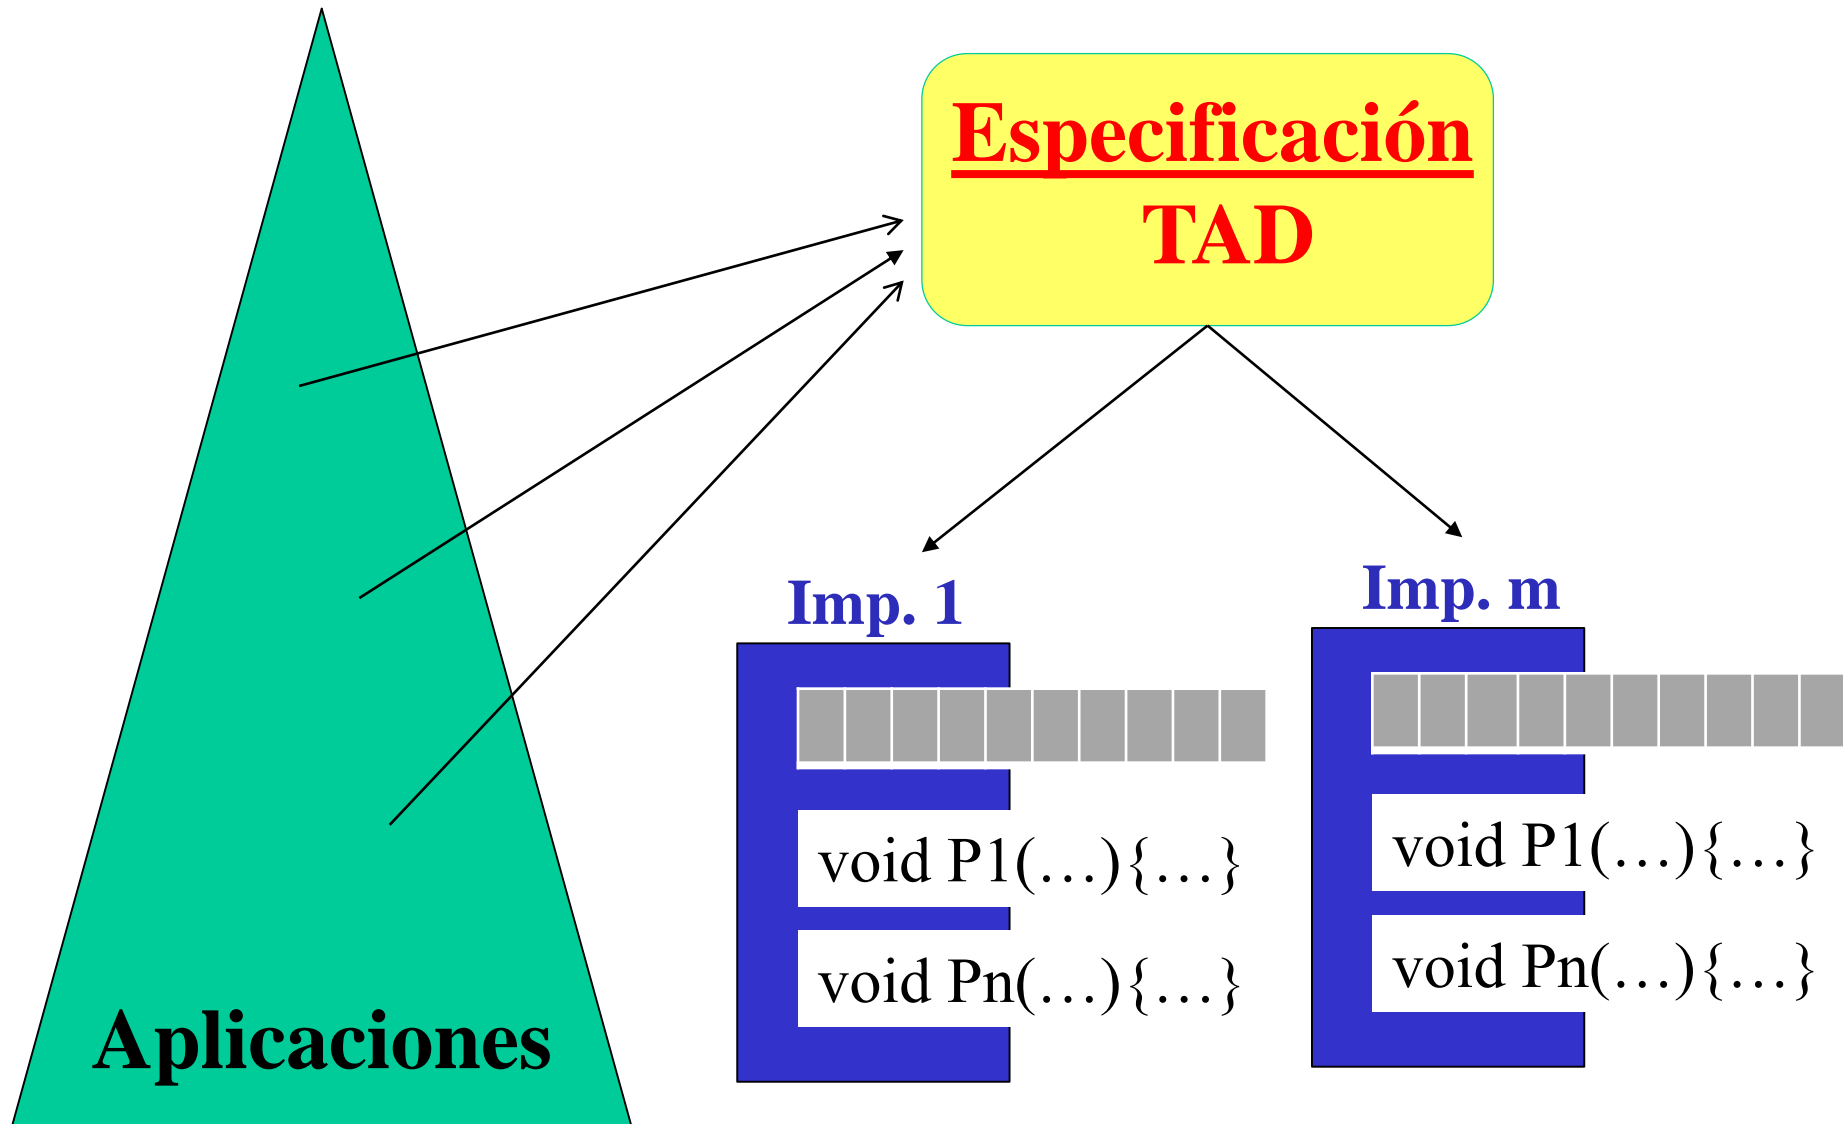 Especificación
TAD
Imp. 1
Imp. m
void P1(…){…}
void P1(…){…}
void Pn(…){…}
void Pn(…){…}
Aplicaciones